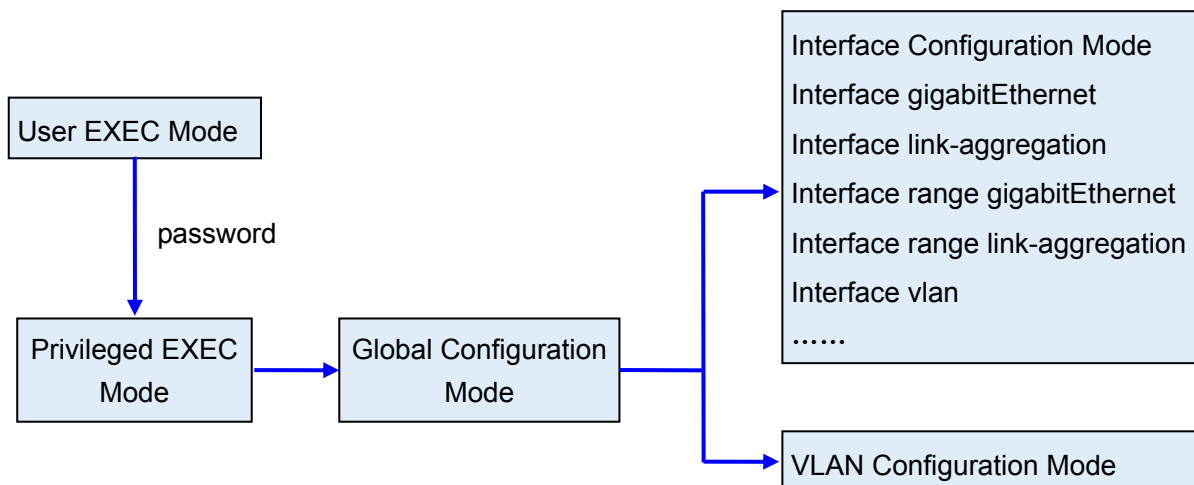 User EXEC Mode
password
Privileged EXEC
Mode
Global Configuration
Mode
Interface Configuration Mode
Interface gigabitEthernet
Interface link-aggregation
Interface range gigabitEthernet
Interface range link-aggregation
Interface vlan
……
VLAN Configuration Mode